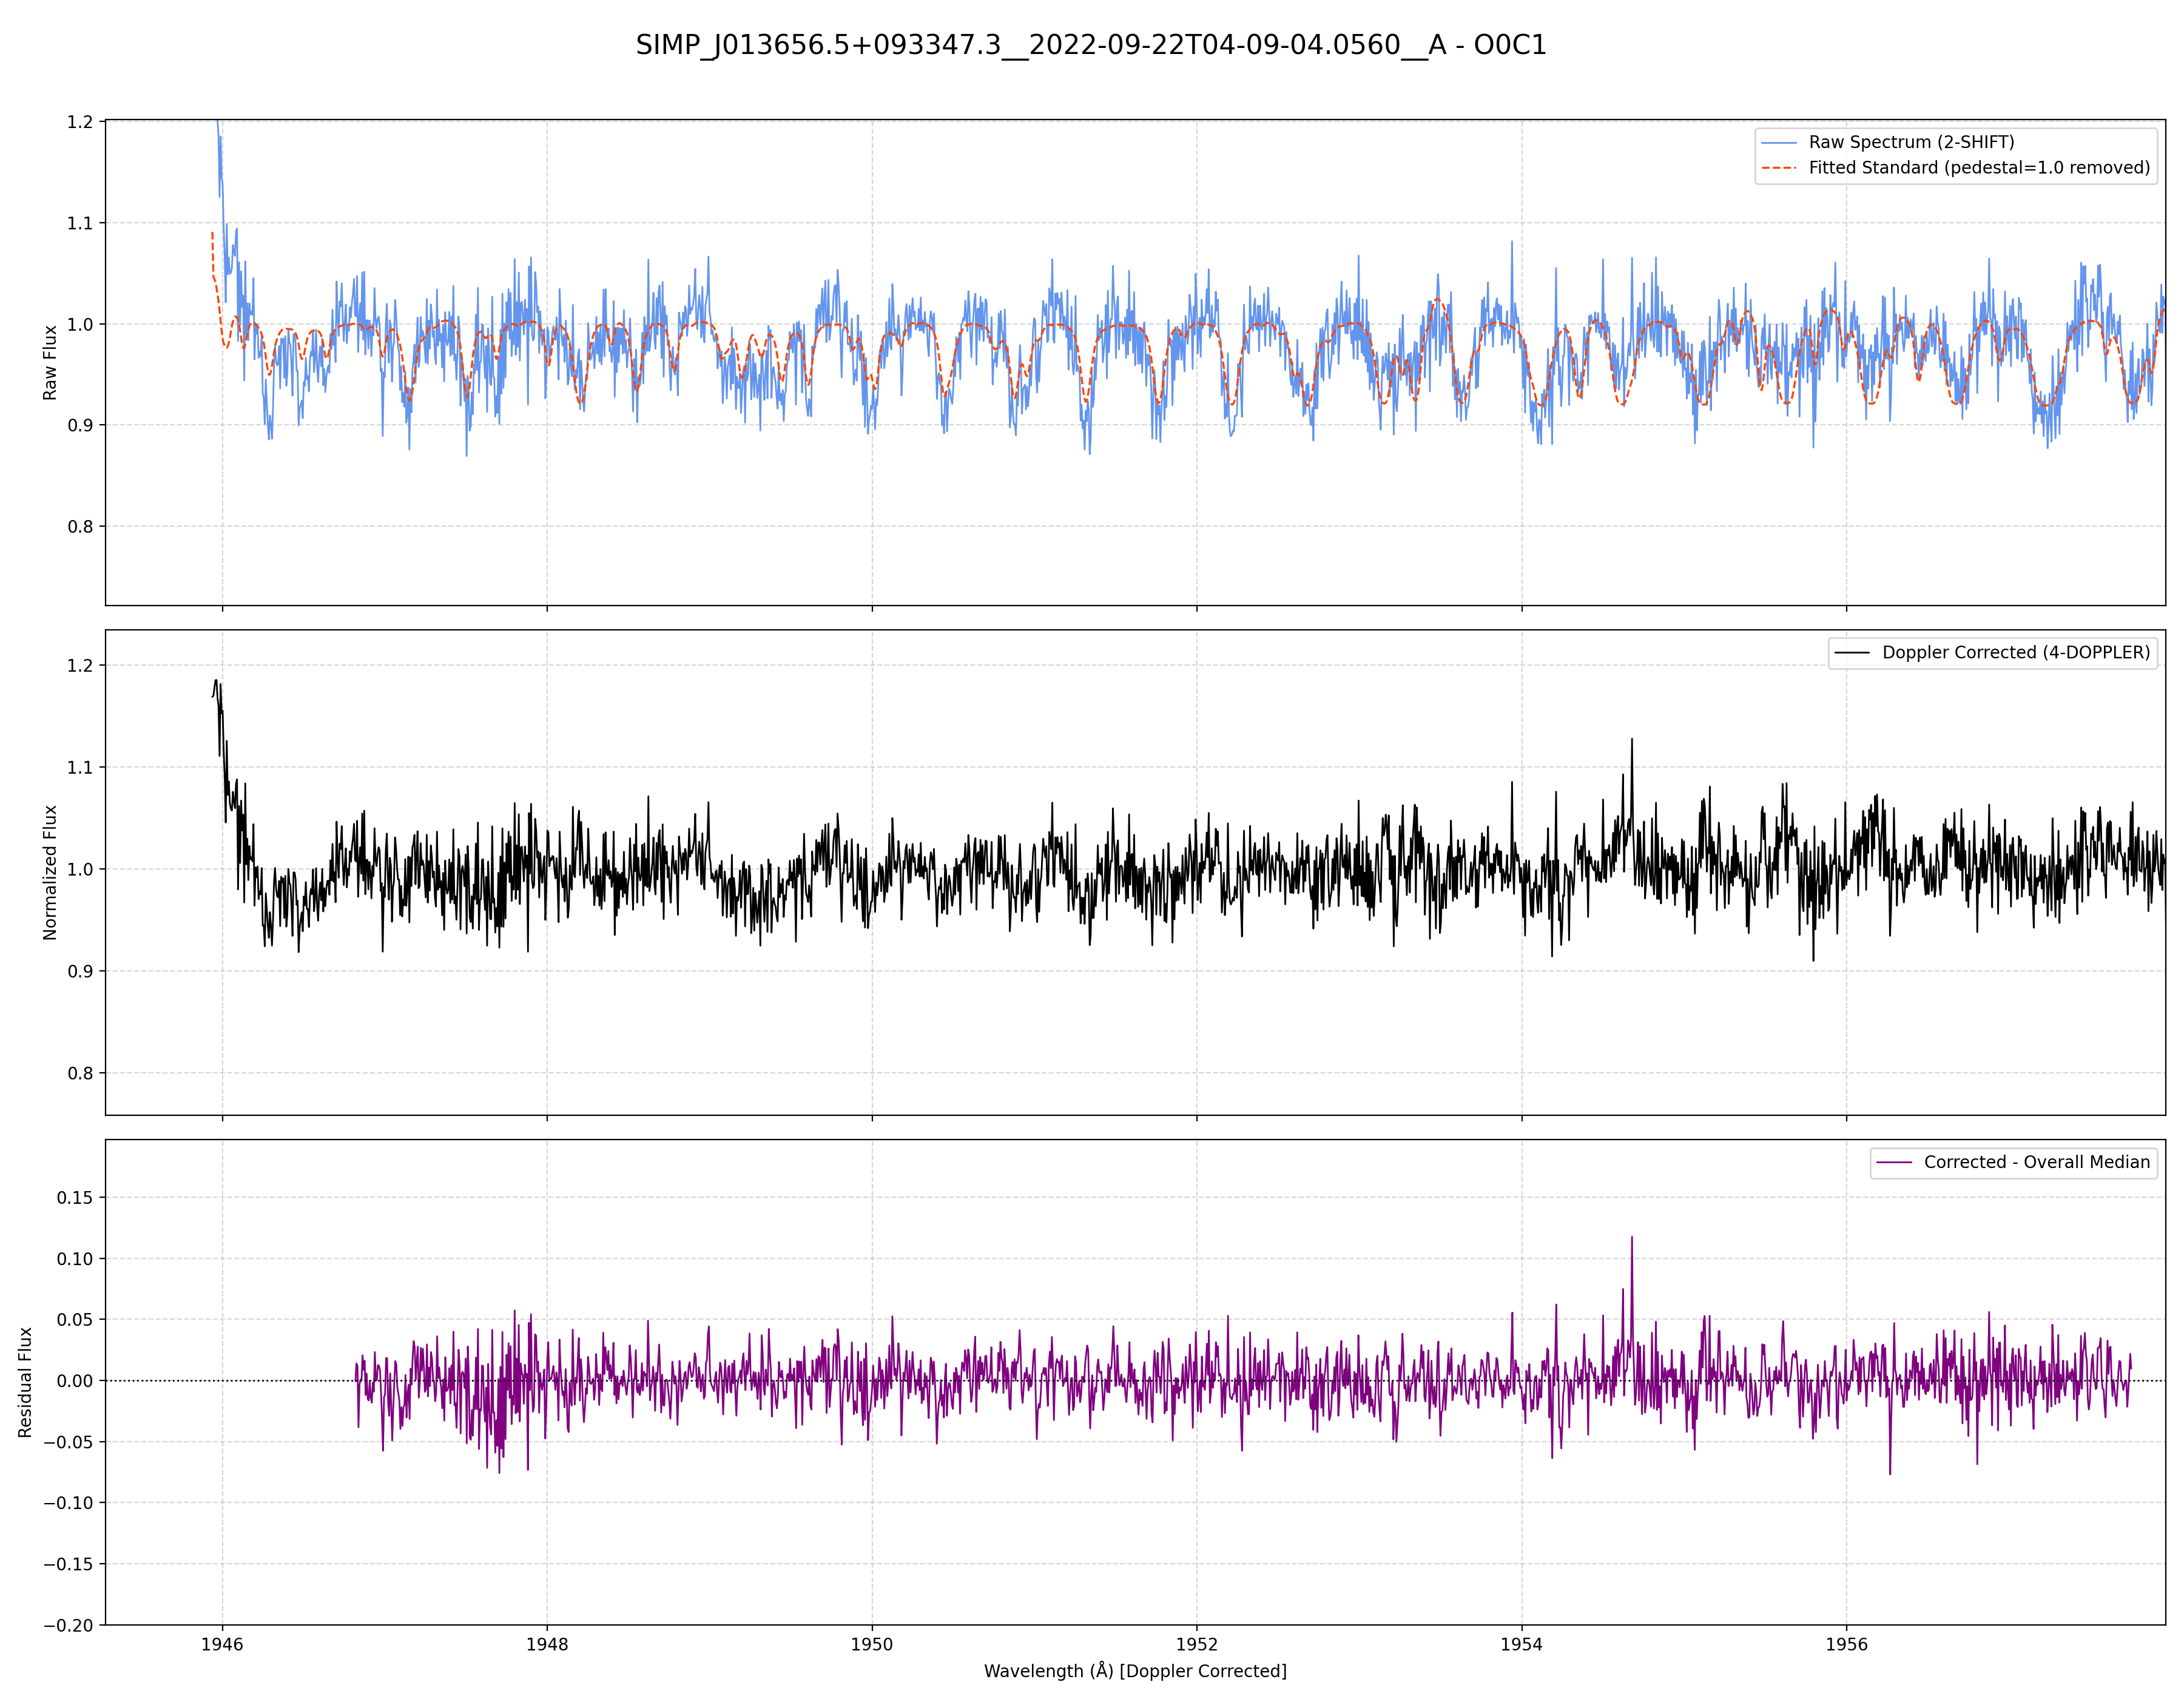 SIMP_J013656.5+093347.3__2022-09-22T04-09-04.0560__A - O0C1
1.2
1.1
1.0
0.9
0.8
Raw Flux
Raw Spectrum (2-SHIFT)
Fitted Standard (pedestal=1.0 removed)
1.2
1.1
1.0
0.9
0.8
Normalized Flux
Doppler Corrected (4-DOPPLER)
0.15
0.10
0.05
0.00
−0.05
−0.10
−0.15
−0.20
Residual Flux
Corrected - Overall Median
1946
1948
1950
1952
1954
1956
Wavelength (Å) [Doppler Corrected]